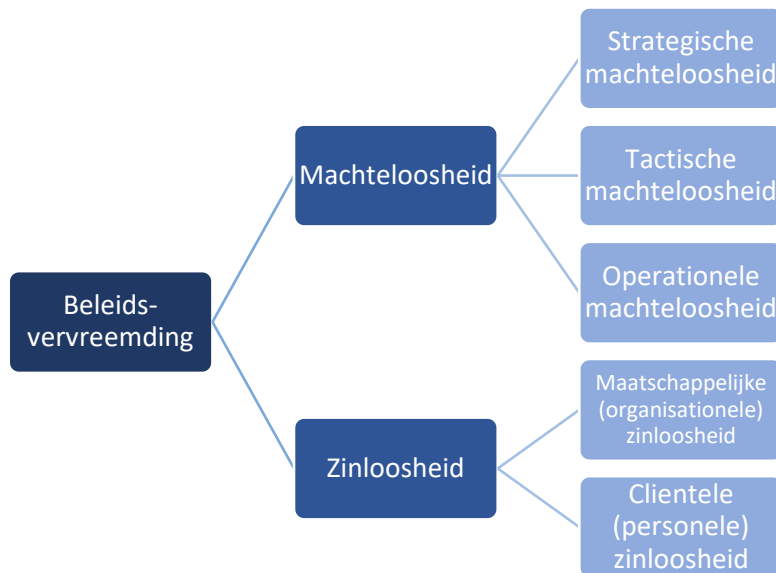 Beleids-
vervreemding
Machteloosheid
Zinloosheid
Strategische
machteloosheid
Tactische
machteloosheid
Operationele
machteloosheid
Maatschappelijke
(organisationele)
zinloosheid
Clientele
(personele)
zinloosheid